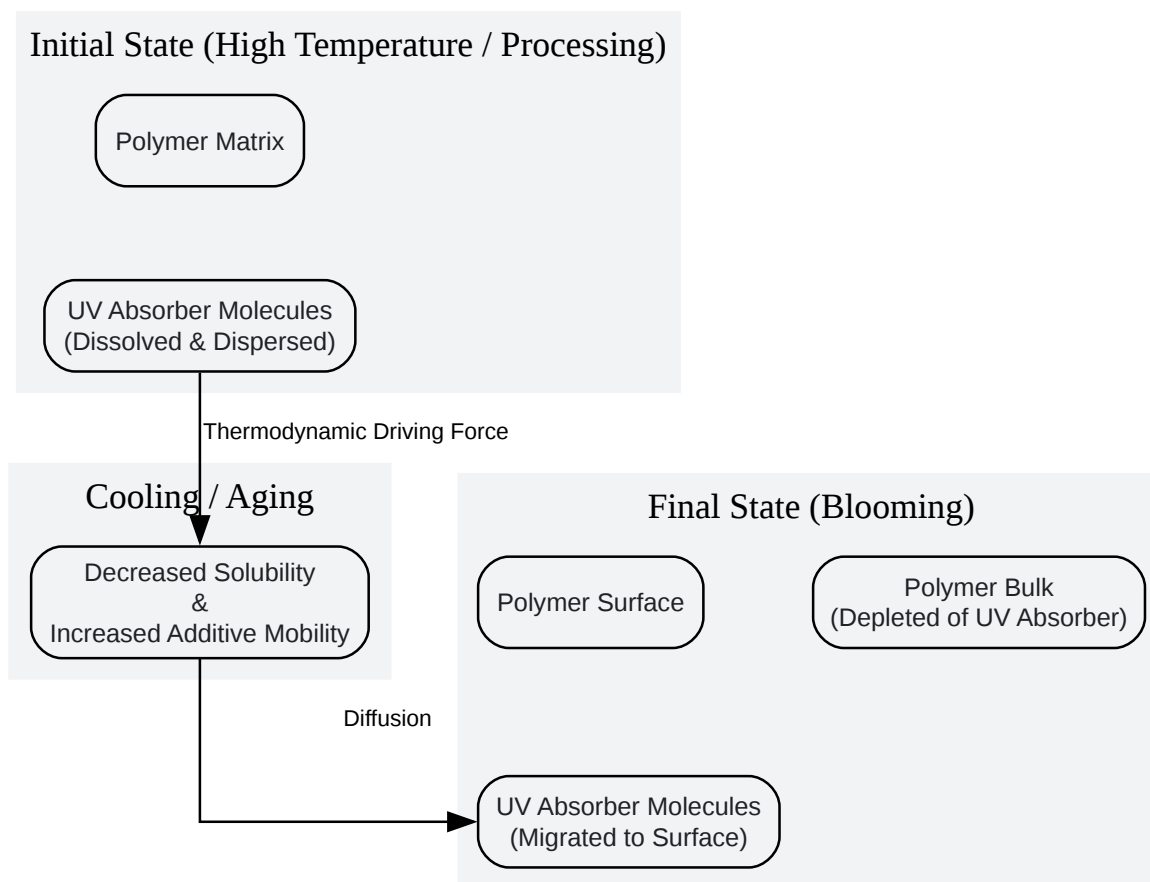 Initial State (High Temperature / Processing)
Polymer Matrix
UV Absorber Molecules
(Dissolved & Dispersed)
Thermodynamic Driving Force
Cooling / Aging
Decreased Solubility
&
Increased Additive Mobility
Final State (Blooming)
Polymer Surface
Polymer Bulk
(Depleted of UV Absorber)
Diffusion
UV Absorber Molecules
(Migrated to Surface)